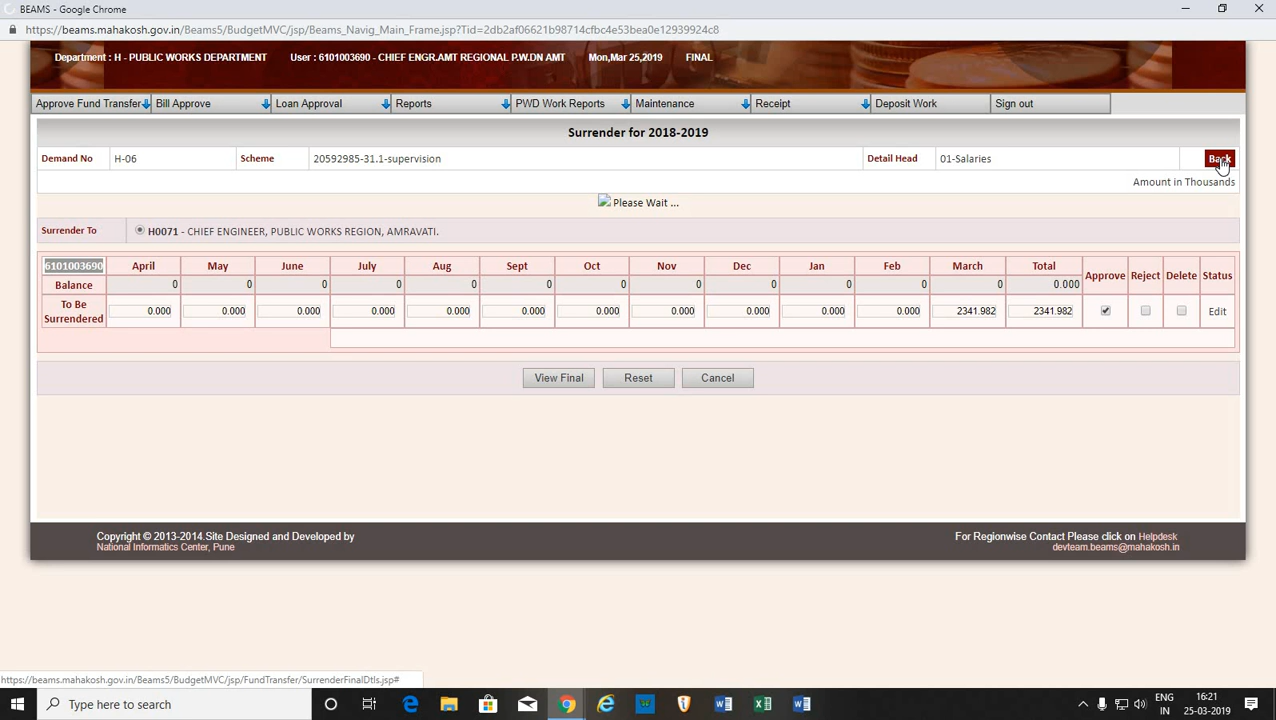 BEAMS - Google Chrome
https://beams.mahakosh.gov.in/Beams5/BudgetMVC/jsp/Beams_Navig_Main_Frame.jsp?Tid=2db2af06621b98714cfbc4e53bea0e12939924c8
Department : H - PUBLIC WORKS DEPARTMENT User : 6101003690 - CHIEF ENGR.AMT REGIONAL P.W.DN AMT Mon,Mar 25,2019 FINAL
Approve Fund Transfer Bill Approve Loan Approval Reports PWD Work Reports Maintenance Receipt Deposit Work Sign out
Surrender for 2018-2019
Demand No H-06 Scheme 20592985-31.1-supervision Detail Head 01-Salaries Back
Amount in Thousands
Please Wait ...
Surrender To H0071 - CHIEF ENGINEER, PUBLIC WORKS REGION, AMRAVATI.
6101003690 April May June July Aug Sept Oct Nov Dec Jan Feb March Total Approve Reject Delete Status
Balance 0 0 0 0 0 0 0 0 0 0 0 0 0.000
To Be Surrendered 0.000 0.000 0.000 0.000 0.000 0.000 0.000 0.000 0.000 0.000 0.000 2341.982 2341.982 Edit
View Final Reset Cancel
Copyright © 2013-2014.Site Designed and Developed by For Regionwise Contact Please click on Helpdesk
National Informatics Center, Pune devteam.beams@mahakosh.in
https://beams.mahakosh.gov.in/Beams5/BudgetMVC/jsp/FundTransfer/SurrenderFinalDtls.jsp#
Type here to search ENG 16:21
IN 25-03-2019